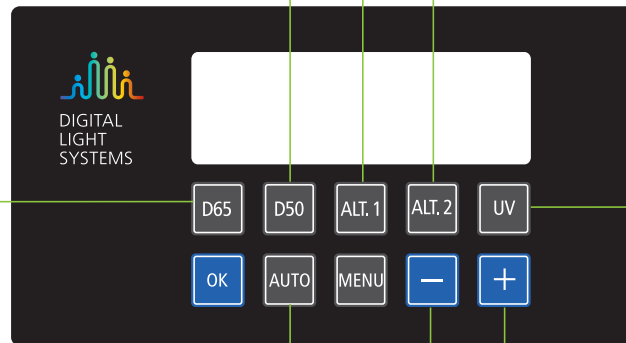 DIGITAL
LIGHT
SYSTEMS
D65 D50 ALT. 1 ALT. 2 UV
OK AUTO MENU − +